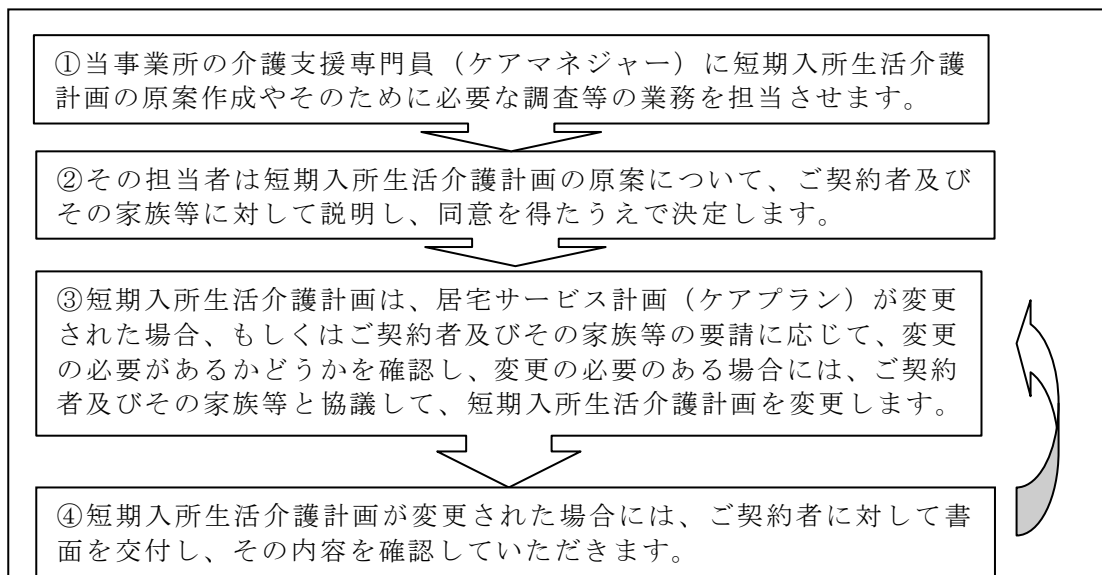 ①当事業所の介護支援専門員（ケアマネジャー）に短期入所生活介護
計画の原案作成やそのために必要な調査等の業務を担当させます。
②その担当者は短期入所生活介護計画の原案について、ご契約者及び
その家族等に対して説明し、同意を得たうえで決定します。
③短期入所生活介護計画は、居宅サービス計画（ケアプラン）が変更
された場合、もしくはご契約者及びその家族等の要請に応じて、変更
の必要があるかどうかを確認し、変更の必要のある場合には、ご契約
者及びその家族等と協議して、短期入所生活介護計画を変更します。
④短期入所生活介護計画が変更された場合には、ご契約者に対して書
面を交付し、その内容を確認していただきます。